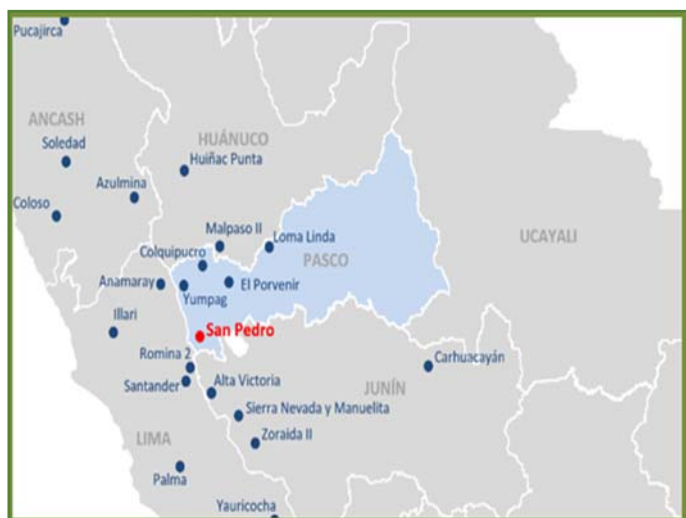 Pucajirca
ANCASH
Soledad
HUÁNUCO
Huiñac Punta
Azulmina
Coloso
Malpaso II
Loma Linda
UCAYALI
Colquipucro
PASCO
Anamaray
El Porvenir
Yumpag
Illari
San Pedro
Romina 2
Carhuacayán
Santander
Alta Victoria
JUNÍN
Sierra Nevada y Manuelita
LIMA
Zoraida II
Palma
Yauricocha